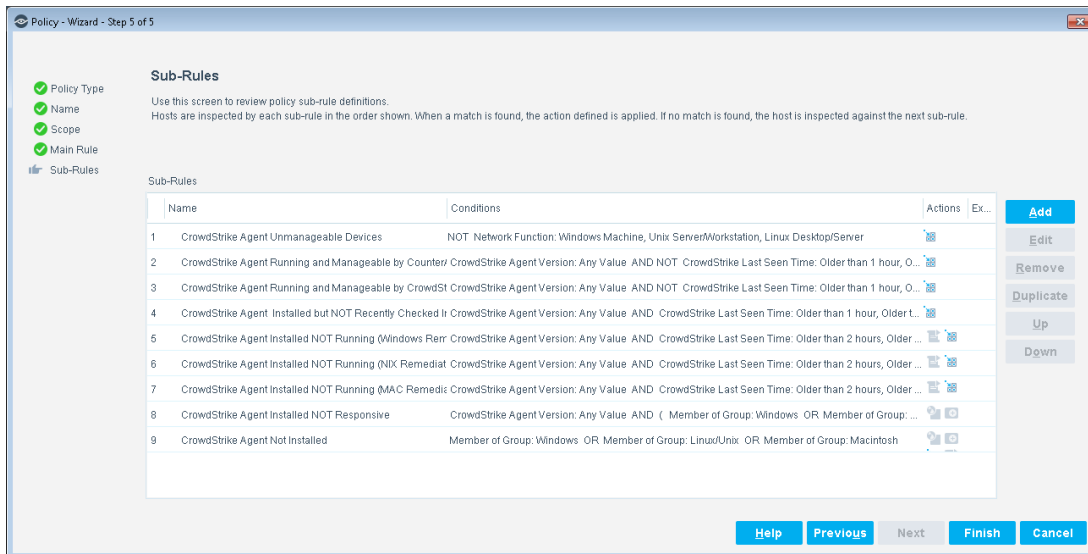 Policy - Wizard - Step 5 of 5
Policy Type
Name
Scope
Main Rule
Sub-Rules
Sub-Rules
Use this screen to review policy sub-rule definitions.
Hosts are inspected by each sub-rule in the order shown. When a match is found, the action defined is applied. If no match is found, the host is inspected against the next sub-rule.
Sub-Rules
Name Conditions Actions Ex...
1 CrowdStrike Agent Unmanageable Devices NOT Network Function: Windows Machine, Unix Server/Workstation, Linux Desktop/Server
2 CrowdStrike Agent Running and Manageable by Counter/ CrowdStrike Agent Version: Any Value AND NOT CrowdStrike Last Seen Time: Older than 1 hour, O...
3 CrowdStrike Agent Running and Manageable by CrowdSt CrowdStrike Agent Version: Any Value AND NOT CrowdStrike Last Seen Time: Older than 1 hour, O...
4 CrowdStrike Agent Installed but NOT Recently Checked Ir CrowdStrike Agent Version: Any Value AND CrowdStrike Last Seen Time: Older than 1 hour, Older t...
5 CrowdStrike Agent Installed NOT Running (Windows Rem CrowdStrike Agent Version: Any Value AND CrowdStrike Last Seen Time: Older than 2 hours, Older ...
6 CrowdStrike Agent Installed NOT Running (NIX Remediat CrowdStrike Agent Version: Any Value AND CrowdStrike Last Seen Time: Older than 2 hours, Older ...
7 CrowdStrike Agent Installed NOT Running (MAC Remedia CrowdStrike Agent Version: Any Value AND CrowdStrike Last Seen Time: Older than 2 hours, Older ...
8 CrowdStrike Agent Installed NOT Responsive CrowdStrike Agent Version: Any Value AND ( Member of Group: Windows OR Member of Group: ...
9 CrowdStrike Agent Not Installed Member of Group: Windows OR Member of Group: Linux/Unix OR Member of Group: Macintosh
Add
Edit
Remove
Duplicate
Up
Down
Help Previous Next Finish Cancel